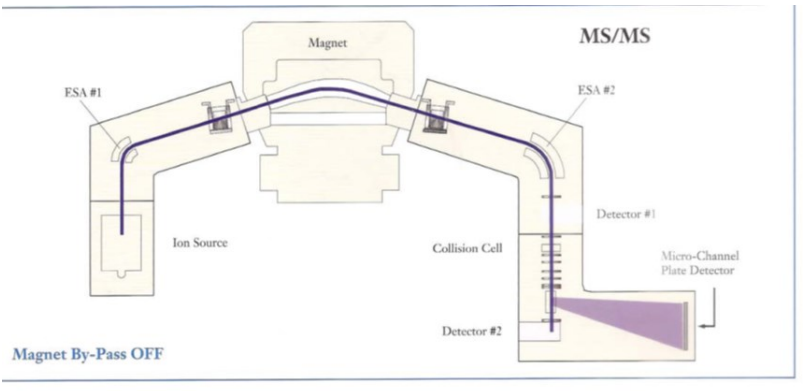 MS/MS
Magnet
ESA #1
ESA #2
Detector #1
Ion Source
Collision Cell
Micro-Channel
Plate Detector
Detector #2
Magnet By-Pass OFF